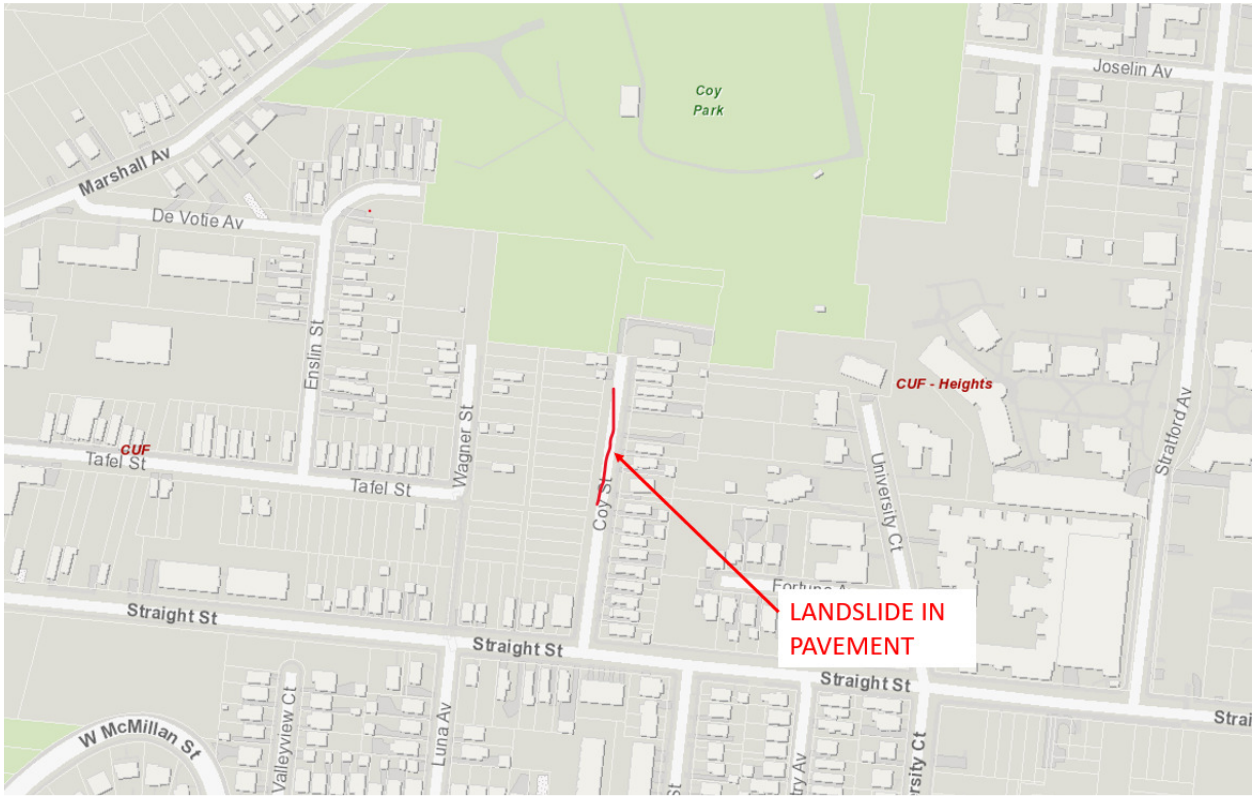 Joselin Av
Coy
Park
Marshall Av
De Votie Av
Enslin St
CUF - Heights
Wagner St
Stratford Av
CUF
Tafel St
Tafel St
Coy St
University Ct
LANDSLIDE IN
PAVEMENT
Straight St
Straight St
Straight St
W McMillan St
Valleyview Ct
Luna Av
St